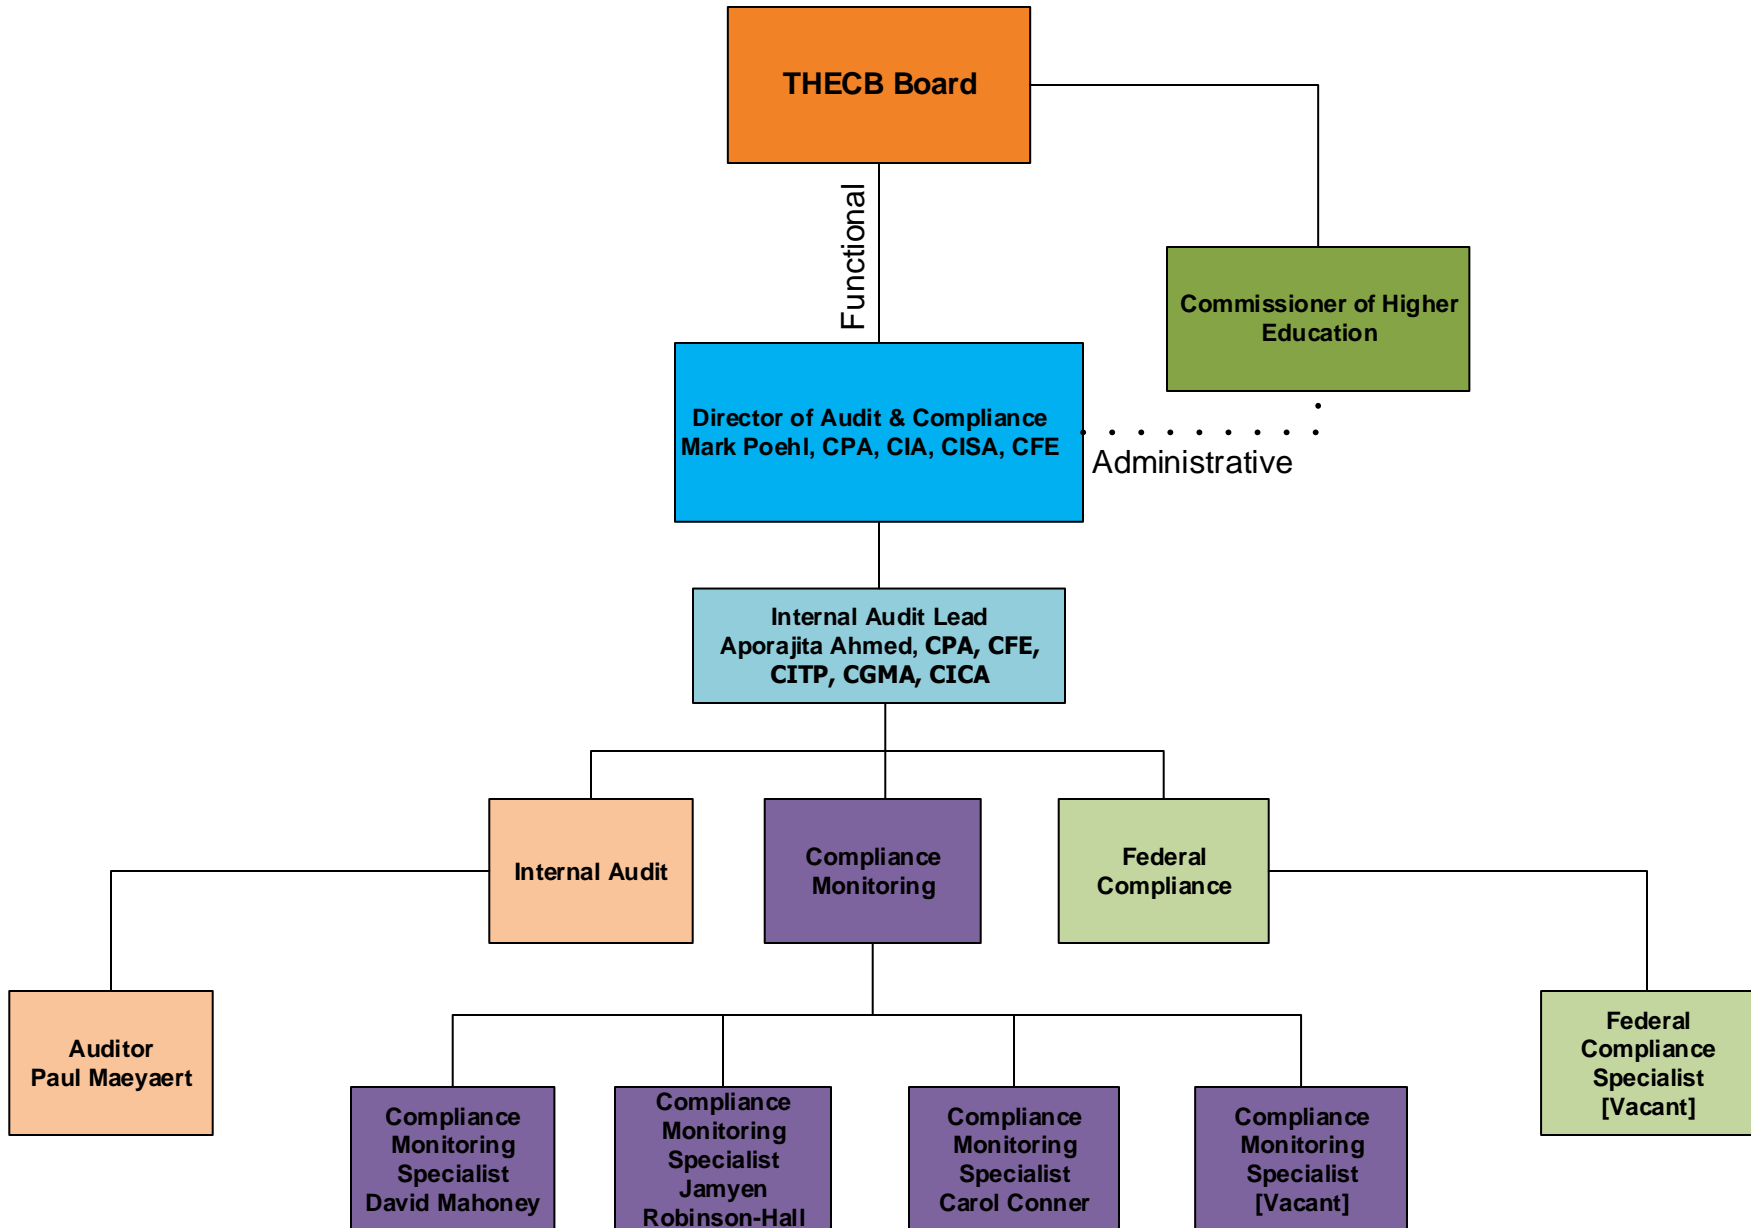 THECB Board
Functional
Commissioner of Higher
Education
Director of Audit & Compliance
Mark Poehl, CPA, CIA, CISA, CFE
Administrative
Internal Audit Lead
Aporajita Ahmed, CPA, CFE,
CITP, CGMA, CICA
Internal Audit
Compliance
Monitoring
Federal
Compliance
Auditor
Paul Maeyaert
Compliance
Monitoring
Specialist
David Mahoney
Compliance
Monitoring
Specialist
Jamyen
Robinson-Hall
Compliance
Monitoring
Specialist
Carol Conner
Compliance
Monitoring
Specialist
[Vacant]
Federal
Compliance
Specialist
[Vacant]